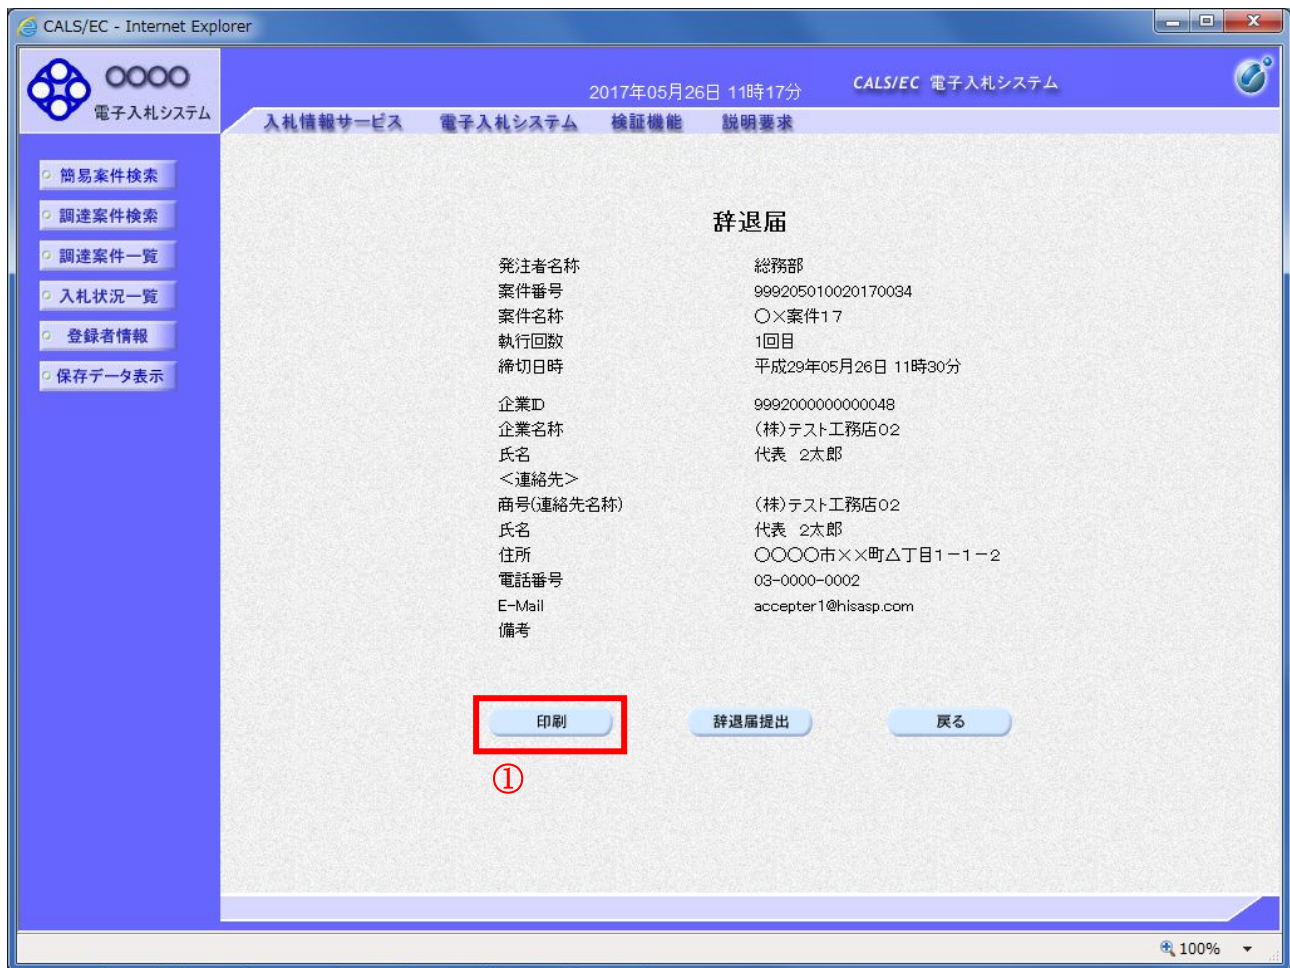 CALS/EC - Internet Explorer
〇〇〇〇
電子入札システム
2017年05月26日 11時17分
CALS/EC 電子入札システム
入札情報サービス 電子入札システム 検証機能 説明要求
簡易案件検索
調達案件検索
調達案件一覧
入札状況一覧
登録者情報
保存データ表示
辞退届
発注者名称 総務部
案件番号 999205010020170034
案件名称 〇×案件17
執行回数 1回目
締切日時 平成29年05月26日 11時30分
企業ID 9992000000000048
企業名称 (株)テスト工務店02
氏名 代表 2太郎
<連絡先>
商号(連絡先名称) (株)テスト工務店02
氏名 代表 2太郎
住所 〇〇〇〇市××町△丁目1-1-2
電話番号 03-0000-0002
E-Mail accepter1@hisasp.com
備考
印刷 辞退届提出 戻る
①
100%